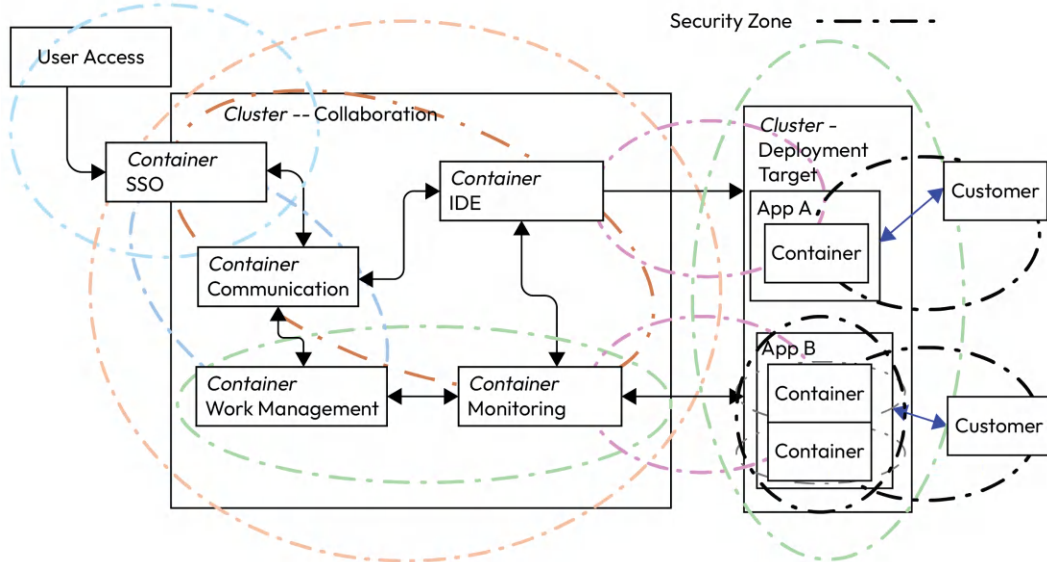 Security Zone
User Access
Cluster -- Collaboration
Container
SSO
Container
IDE
Container
Communication
Container
Work Management
Container
Monitoring
Cluster -
Deployment
Target
App A
Container
Customer
App B
Container
Container
Customer